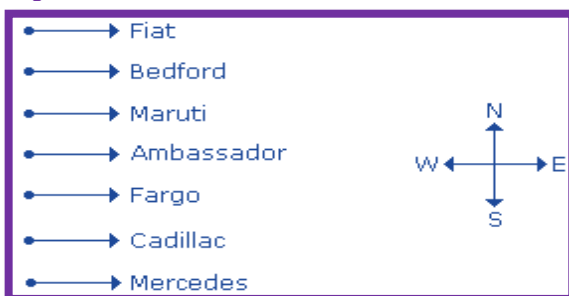 Fiat
Bedford
Maruti
N
Ambassador
W E
Fargo
S
Cadillac
Mercedes